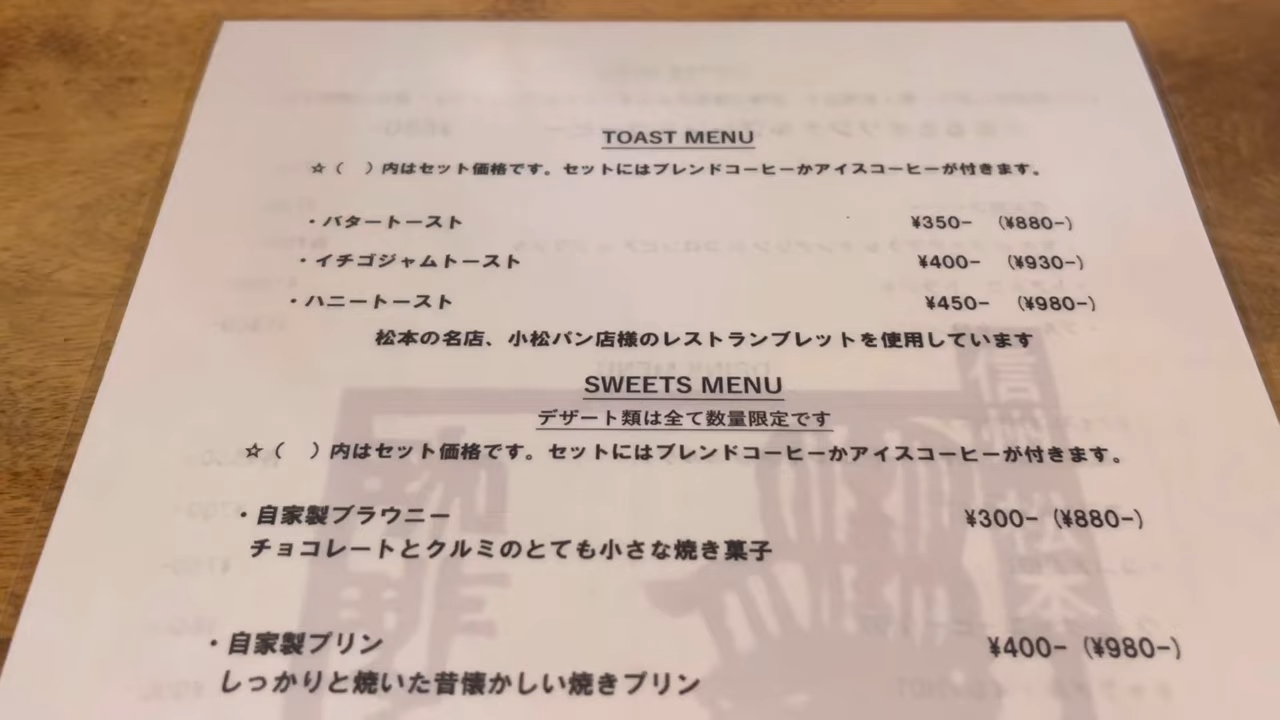 TOAST MENU
☆（　）内はセット価格です。セットにはブレンドコーヒーかアイスコーヒーが付きます。
・バタートースト ¥350-（¥880-）
・イチゴジャムトースト ¥400-（¥930-）
・ハニートースト ¥450-（¥980-）
松本の名店、小松パン店様のレストランブレットを使用しています
SWEETS MENU
デザート類は全て数量限定です
☆（　）内はセット価格です。セットにはブレンドコーヒーかアイスコーヒーが付きます。
・自家製ブラウニー ¥300-（¥880-）
チョコレートとクルミのとても小さな焼き菓子
・自家製プリン ¥400-（¥980-）
しっかりと焼いた昔懐かしい焼きプリン